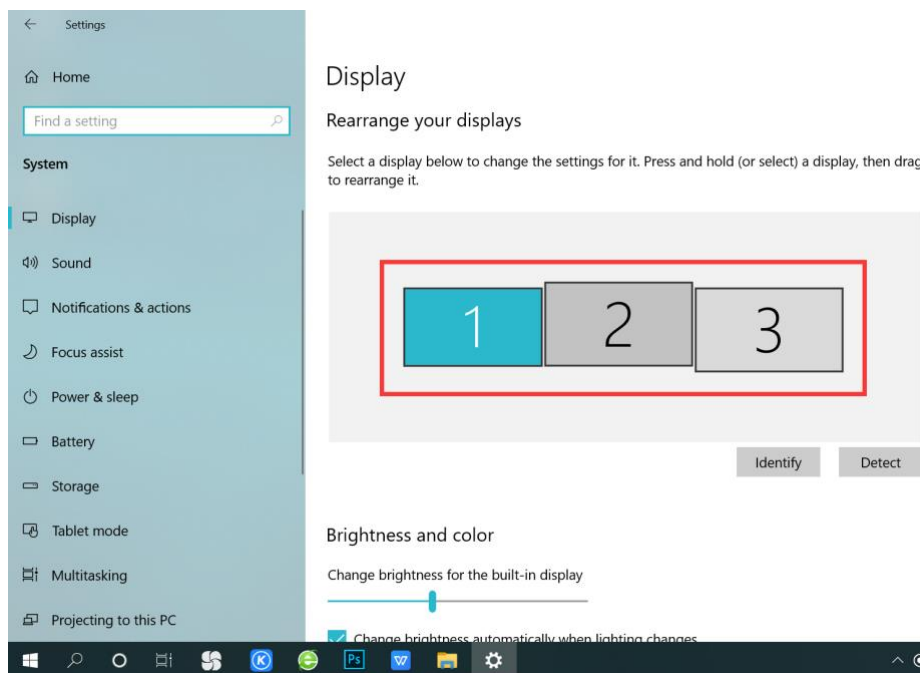 Settings
Home
Find a setting
System
Display
Sound
Notifications & actions
Focus assist
Power & sleep
Battery
Storage
Tablet mode
Multitasking
Projecting to this PC
Display
Rearrange your displays
Select a display below to change the settings for it. Press and hold (or select) a display, then drag
to rearrange it.
1 2 3
Identify Detect
Brightness and color
Change brightness for the built-in display
Change brightness automatically when lighting changes
K Ps W